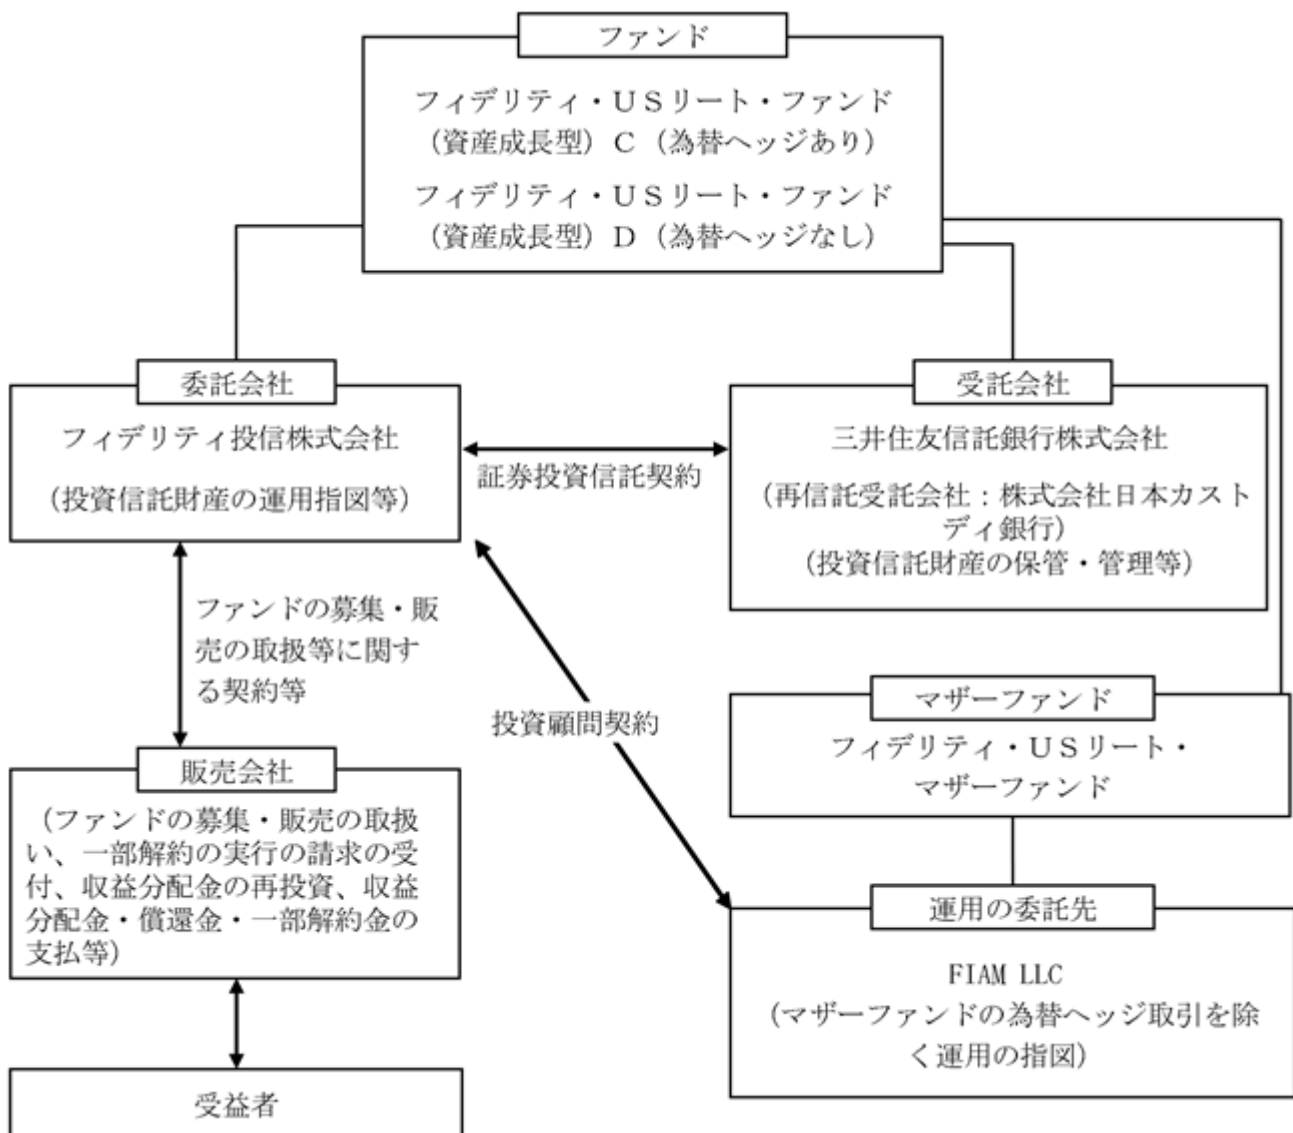 ファンド
フィデリティ・ＵＳリート・ファンド
（資産成長型）Ｃ（為替ヘッジあり）
フィデリティ・ＵＳリート・ファンド
（資産成長型）Ｄ（為替ヘッジなし）
委託会社
フィデリティ投信株式会社
（投資信託財産の運用指図等）
証券投資信託契約
受託会社
三井住友信託銀行株式会社
（再信託受託会社：株式会社日本カスト
ディ銀行）
（投資信託財産の保管・管理等）
ファンドの募集・販
売の取扱等に関す
る契約等
投資顧問契約
マザーファンド
フィデリティ・ＵＳリート・
マザーファンド
販売会社
（ファンドの募集・販売の取扱
い、一部解約の実行の請求の受
付、収益分配金の再投資、収益
分配金・償還金・一部解約金の
支払等）
運用の委託先
FIAM LLC
（マザーファンドの為替ヘッジ取引を除
く運用の指図）
受益者